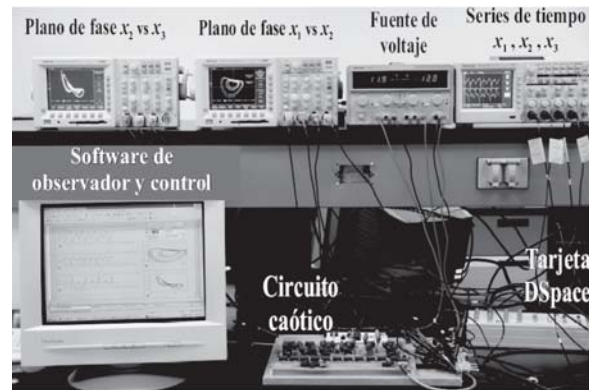 Plano de fase x₂ vs x₃
Plano de fase x₁ vs x₂
Fuente de
voltaje
Series de tiempo
x₁ , x₂ , x₃
Software de
observador y control
Circuito
caótico
Tarjeta
DSpace